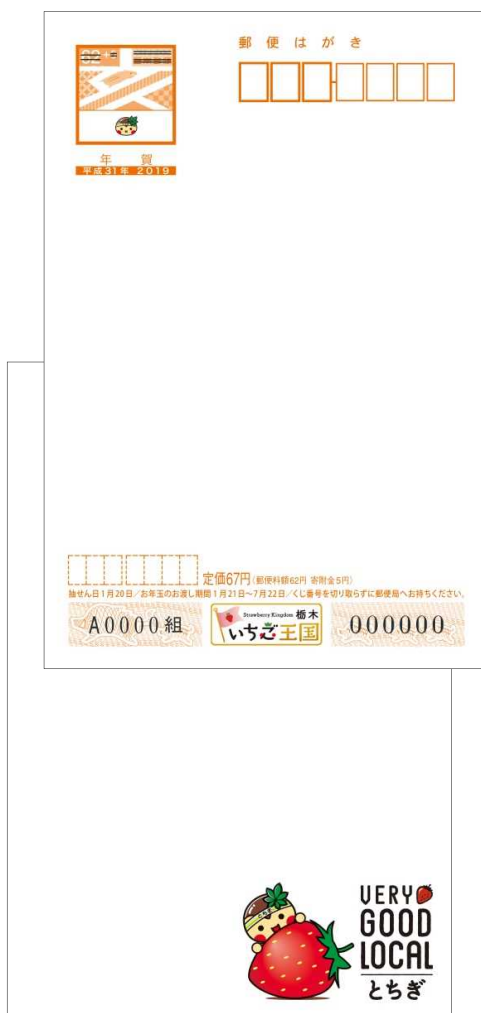 郵便はがき
年賀
平成31年 2019
定価67円(郵便料額62円 寄附金5円)
抽せん日1月20日/お年玉のお渡し期間1月21日~7月22日/くじ番号を切り取らずに郵便局へお持ちください。
A0000組
Strawberry Kingdom 栃木
いちご王国
000000
とちぎ
VERY
GOOD
LOCAL
とちぎ